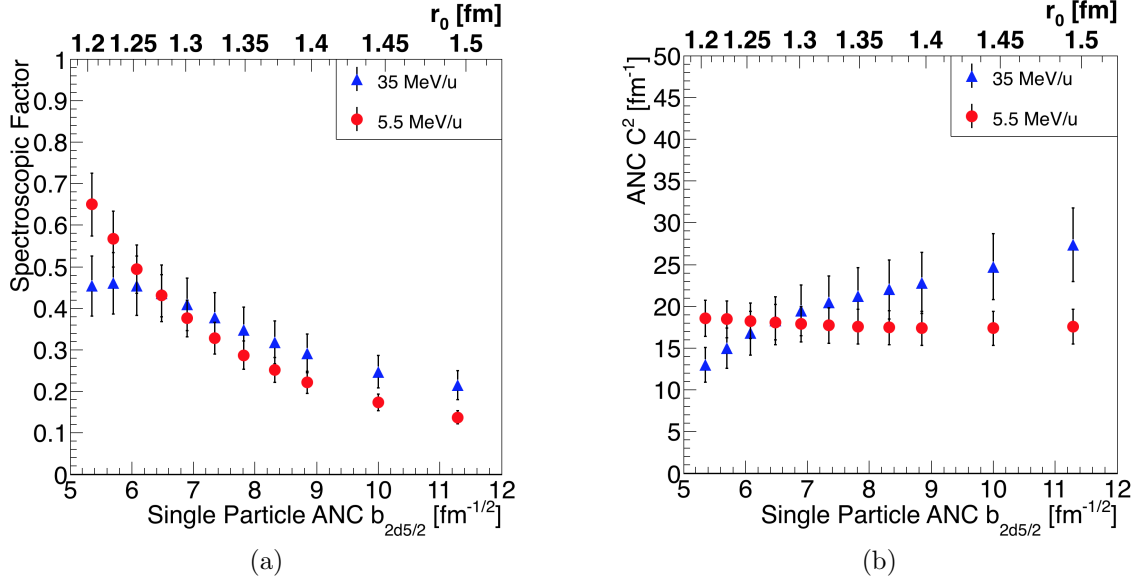 r0 [fm]
1.2 1.25 1.3 1.35 1.4 1.45 1.5
Spectroscopic Factor
1
0.9
0.8
0.7
0.6
0.5
0.4
0.3
0.2
0.1
0
35 MeV/u
5.5 MeV/u
5 6 7 8 9 10 11 12
Single Particle ANC b2d5/2 [fm-1/2]
(a)
r0 [fm]
1.2 1.25 1.3 1.35 1.4 1.45 1.5
ANC C2 [fm-1]
50
45
40
35
30
25
20
15
10
5
0
35 MeV/u
5.5 MeV/u
5 6 7 8 9 10 11 12
Single Particle ANC b2d5/2 [fm-1/2]
(b)